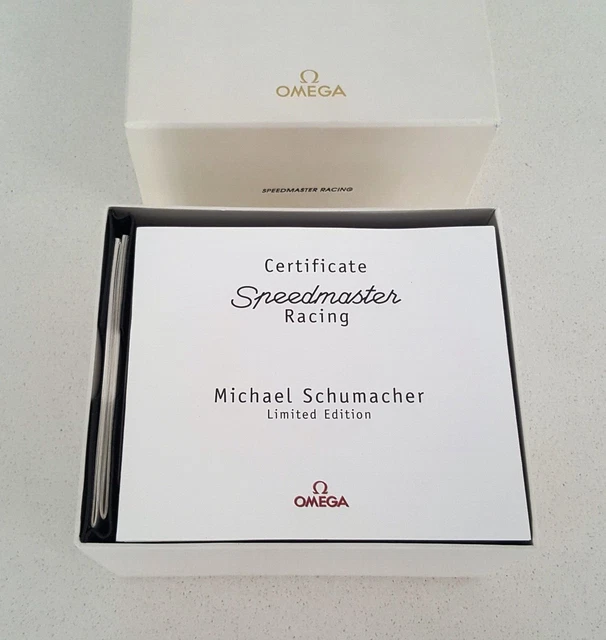 Ω
OMEGA
SPEEDMASTER RACING
Certificate
Speedmaster
Racing
Michael Schumacher
Limited Edition
Ω
OMEGA